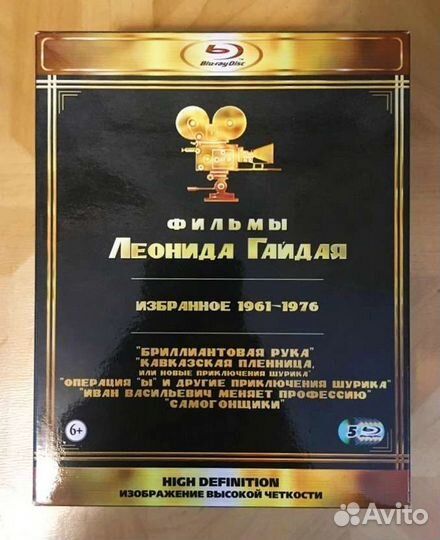 Blu-ray Disc
ФИЛЬМЫ
ЛЕОНИДА ГАЙДАЯ
ИЗБРАННОЕ 1961-1976
"БРИЛЛИАНТОВАЯ РУКА"
"КАВКАЗСКАЯ ПЛЕННИЦА,
ИЛИ НОВЫЕ ПРИКЛЮЧЕНИЯ ШУРИКА"
"ОПЕРАЦИЯ "Ы" И ДРУГИЕ ПРИКЛЮЧЕНИЯ ШУРИКА"
"ИВАН ВАСИЛЬЕВИЧ МЕНЯЕТ ПРОФЕССИЮ"
"САМОГОНЩИКИ"
6+
5
HIGH DEFINITION
ИЗОБРАЖЕНИЕ ВЫСОКОЙ ЧЕТКОСТИ
Avito